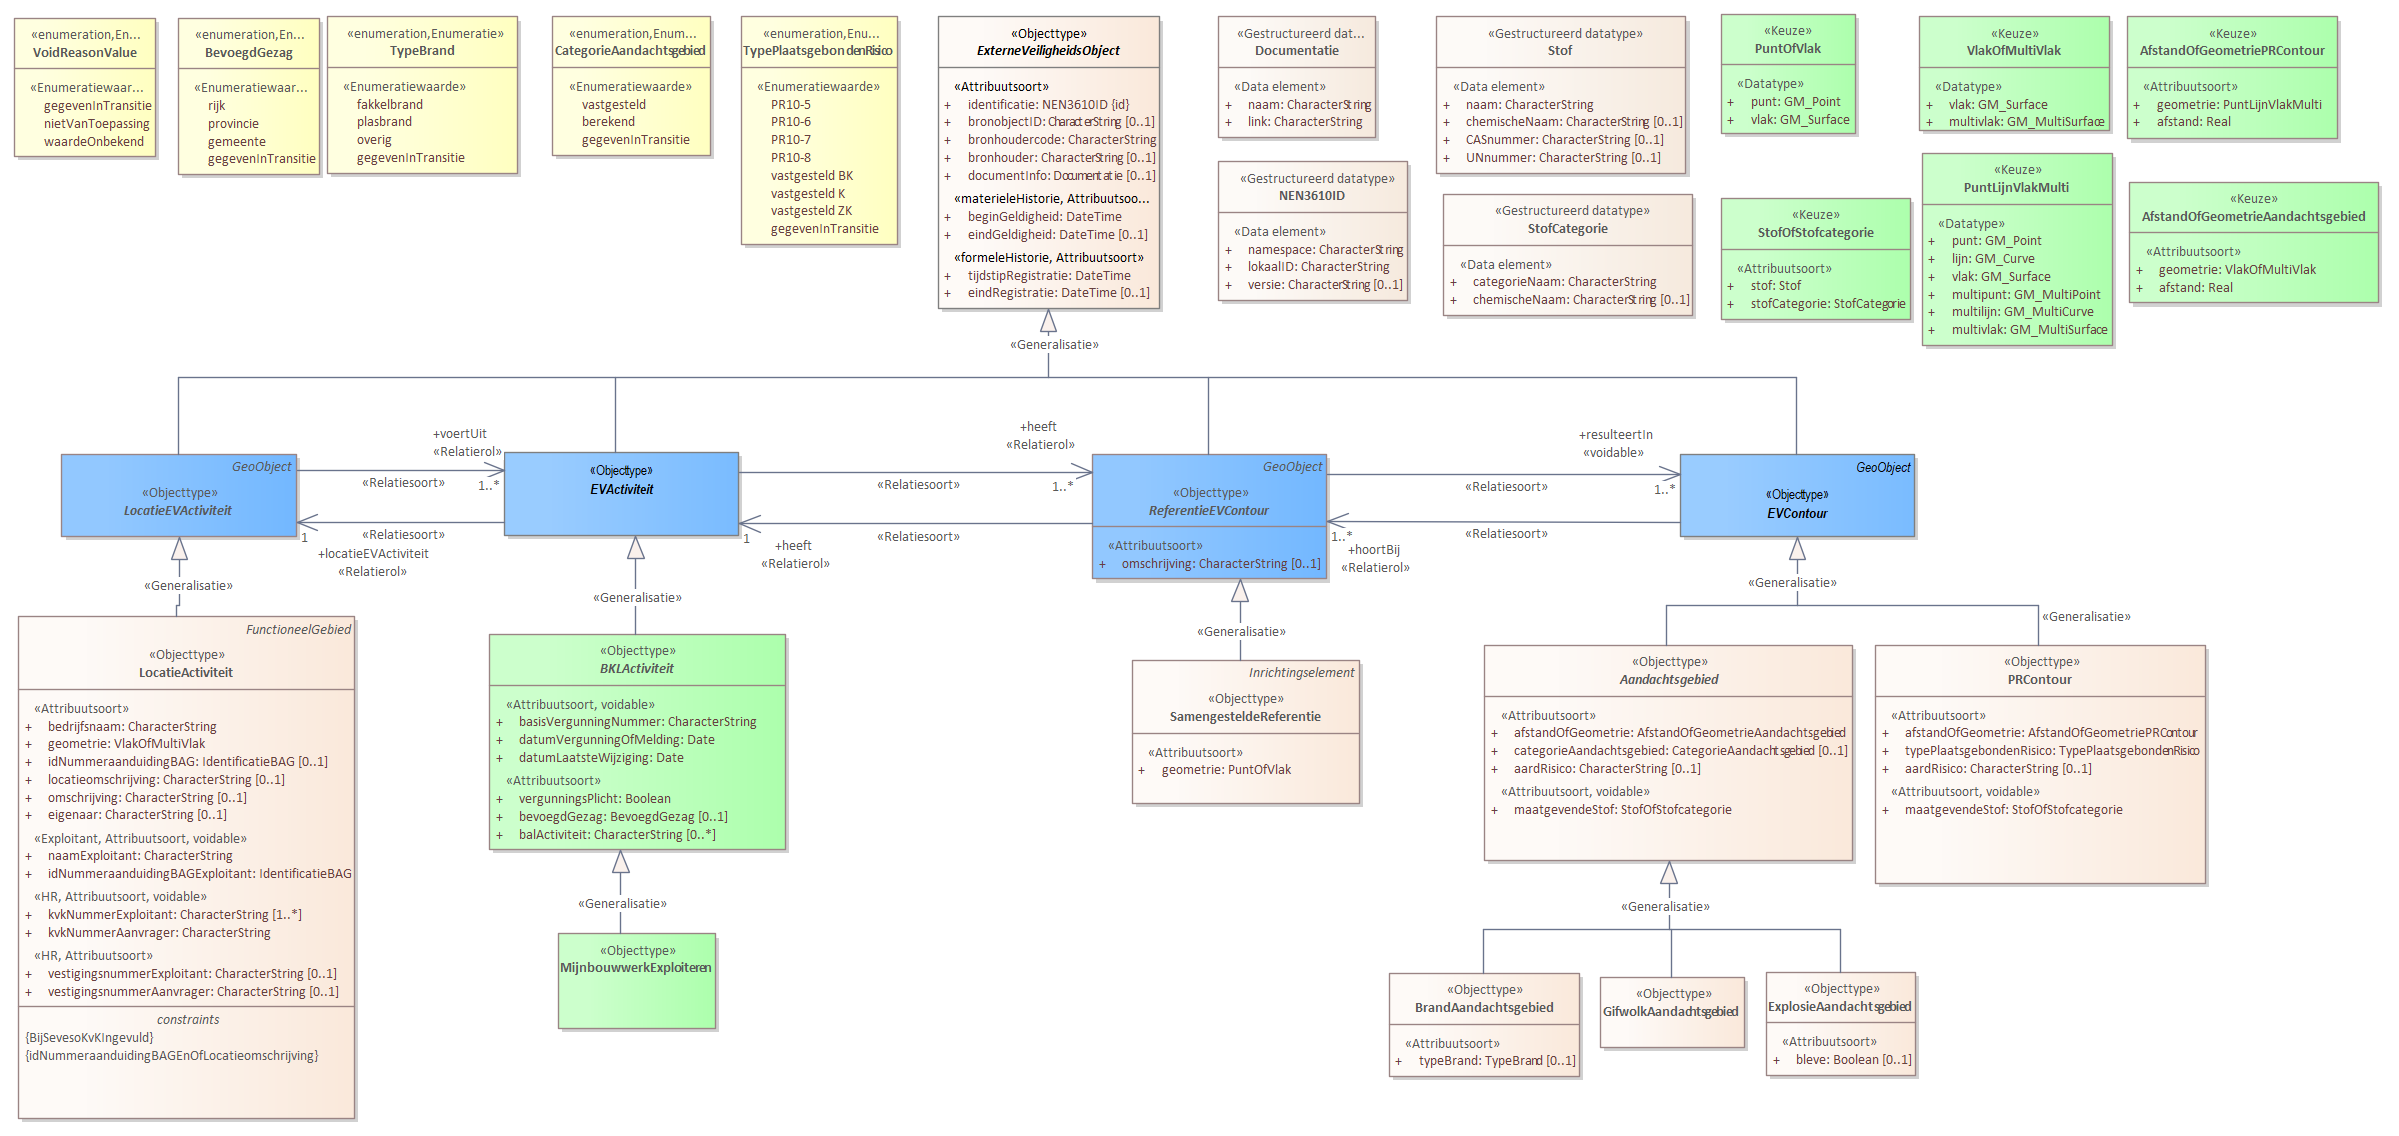 «enumeration,En...
VoidReasonValue
«Enumeratiewaar...
gegevenInTransitie
nietVanToepassing
waardeOnbekend
«enumeration,En...
BevoegdGezag
«Enumeratiewaar...
rijk
provincie
gemeente
gegevenInTransitie
«enumeration,Enumeratie»
TypeBrand
«Enumeratiewaarde»
fakkelbrand
plasbrand
overig
gegevenInTransitie
«enumeration,Enum...
CategorieAandachtsgebied
«Enumeratiewaarde»
vastgesteld
berekend
gegevenInTransitie
«enumeration,Enu...
TypePlaatsgebondenRisico
«Enumeratiewaarde»
PR10-5
PR10-6
PR10-7
PR10-8
vastgesteld BK
vastgesteld K
vastgesteld ZK
gegevenInTransitie
«Objecttype»
ExterneVeiligheidsObject
«Attribuutsoort»
+ identificatie: NEN3610ID {id}
+ bronobjectID: CharacterString [0..1]
+ bronhoudercode: CharacterString
+ bronhouder: CharacterString [0..1]
+ documentInfo: Documentatie [0..1]
«materieleHistorie, Attribuutsoo...
+ beginGeldigheid: DateTime
+ eindGeldigheid: DateTime [0..1]
«formeleHistorie, Attribuutsoort»
+ tijdstipRegistratie: DateTime
+ eindRegistratie: DateTime [0..1]
«Gestructureerd dat...
Documentatie
«Data element»
+ naam: CharacterString
+ link: CharacterString
«Gestructureerd datatype»
NEN3610ID
«Data element»
+ namespace: CharacterString
+ lokaalID: CharacterString
+ versie: CharacterString [0..1]
«Gestructureerd datatype»
Stof
«Data element»
+ naam: CharacterString
+ chemischeNaam: CharacterString [0..1]
+ CASnummer: CharacterString [0..1]
+ UNnummer: CharacterString [0..1]
«Gestructureerd datatype»
StofCategorie
«Data element»
+ categorieNaam: CharacterString
+ chemischeNaam: CharacterString [0..1]
«Keuze»
PuntOfVlak
«Datatype»
+ punt: GM_Point
+ vlak: GM_Surface
«Keuze»
StofOfStofcategorie
«Attribuutsoort»
+ stof: Stof
+ stofCategorie: StofCategorie
«Keuze»
VlakOfMultiVlak
«Datatype»
+ vlak: GM_Surface
+ multivlak: GM_MultiSurface
«Keuze»
PuntLijnVlakMulti
«Datatype»
+ punt: GM_Point
+ lijn: GM_Curve
+ vlak: GM_Surface
+ multipunt: GM_MultiPoint
+ multilijn: GM_MultiCurve
+ multivlak: GM_MultiSurface
«Keuze»
AfstandOfGeometriePRContour
«Attribuutsoort»
+ geometrie: PuntLijnVlakMulti
+ afstand: Real
«Keuze»
AfstandOfGeometrieAandachtsgebied
«Attribuutsoort»
+ geometrie: VlakOfMultiVlak
+ afstand: Real
«Generalisatie»
GeoObject
«Objecttype»
LocatieEVActiviteit
+voertUit
«Relatierol»
«Relatiesoort»
1..*
«Relatiesoort»
1
+locatieEVActiviteit
«Relatierol»
«Objecttype»
EVActiviteit
+heeft
«Relatierol»
«Relatiesoort»
1..*
«Relatiesoort»
1
+heeft
«Relatierol»
GeoObject
«Objecttype»
ReferentieEVContour
«Attribuutsoort»
+ omschrijving: CharacterString [0..1]
+resulteertIn
«voidable»
«Relatiesoort»
1..*
«Relatiesoort»
1..*
+hoortBij
«Relatierol»
GeoObject
«Objecttype»
EVContour
«Generalisatie»
«Generalisatie»
«Generalisatie»
«Generalisatie»
«Generalisatie»
FunctioneelGebied
«Objecttype»
LocatieActiviteit
«Attribuutsoort»
+ bedrijfsnaam: CharacterString
+ geometrie: VlakOfMultiVlak
+ idNummeraanduidingBAG: IdentificatieBAG [0..1]
+ locatieomschrijving: CharacterString [0..1]
+ omschrijving: CharacterString [0..1]
+ eigenaar: CharacterString [0..1]
«Exploitant, Attribuutsoort, voidable»
+ naamExploitant: CharacterString
+ idNummeraanduidingBAGExploitant: IdentificatieBAG
«HR, Attribuutsoort, voidable»
+ kvkNummerExploitant: CharacterString [1..*]
+ kvkNummerAanvrager: CharacterString
«HR, Attribuutsoort»
+ vestigingsnummerExploitant: CharacterString [0..1]
+ vestigingsnummerAanvrager: CharacterString [0..1]
constraints
{BijSevesoKvKIngevuld}
{idNummeraanduidingBAGEnOfLocatieomschrijving}
«Objecttype»
BKLActiviteit
«Attribuutsoort, voidable»
+ basisVergunningNummer: CharacterString
+ datumVergunningOfMelding: Date
+ datumLaatsteWijziging: Date
«Attribuutsoort»
+ vergunningsPlicht: Boolean
+ bevoegdGezag: BevoegdGezag [0..1]
+ balActiviteit: CharacterString [0..*]
«Generalisatie»
«Objecttype»
MijnbouwwerkExploiteren
Inrichtingselement
«Objecttype»
SamengesteldeReferentie
«Attribuutsoort»
+ geometrie: PuntOfVlak
«Objecttype»
Aandachtsgebied
«Attribuutsoort»
+ afstandOfGeometrie: AfstandOfGeometrieAandachtsgebied
+ categorieAandachtsgebied: CategorieAandachtsgebied [0..1]
+ aardRisico: CharacterString [0..1]
«Attribuutsoort, voidable»
+ maatgevendeStof: StofOfStofcategorie
«Objecttype»
PRContour
«Attribuutsoort»
+ afstandOfGeometrie: AfstandOfGeometriePRContour
+ typePlaatsgebondenRisico: TypePlaatsgebondenRisico
+ aardRisico: CharacterString [0..1]
«Attribuutsoort, voidable»
+ maatgevendeStof: StofOfStofcategorie
«Generalisatie»
«Objecttype»
BrandAandachtsgebied
«Attribuutsoort»
+ typeBrand: TypeBrand [0..1]
«Objecttype»
GifwolkAandachtsgebied
«Objecttype»
ExplosieAandachtsgebied
«Attribuutsoort»
+ bleve: Boolean [0..1]